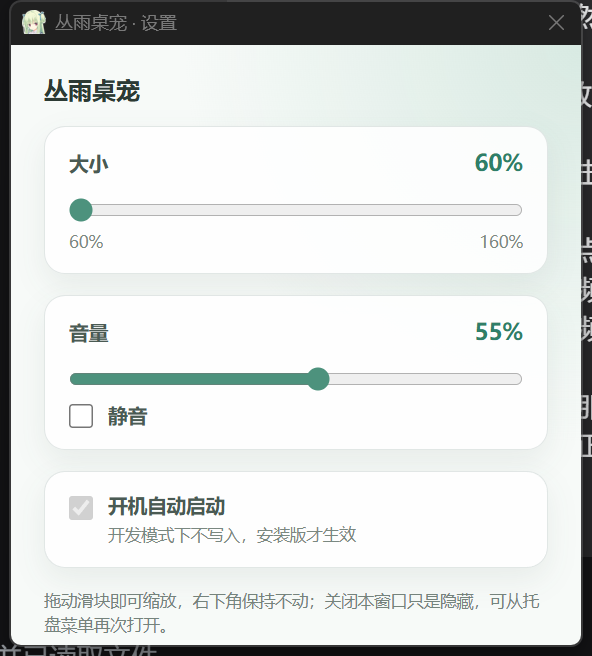 丛雨桌宠 · 设置
丛雨桌宠
大小
60%
60%
160%
音量
55%
静音
开机自动启动
开发模式下不写入，安装版才生效
拖动滑块即可缩放，右下角保持不动；关闭本窗口只是隐藏，可从托
盘菜单再次打开。